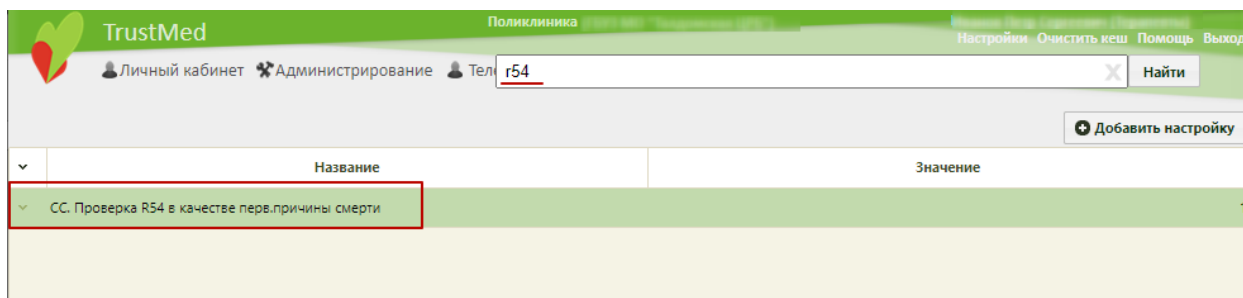 TrustMed
Поликлиника
Настройки Очистить кеш Помощь Выход
Личный кабинет Администрирование Тел
r54
X Найти
Добавить настройку
Название Значение
СС. Проверка R54 в качестве перв.причины смерти